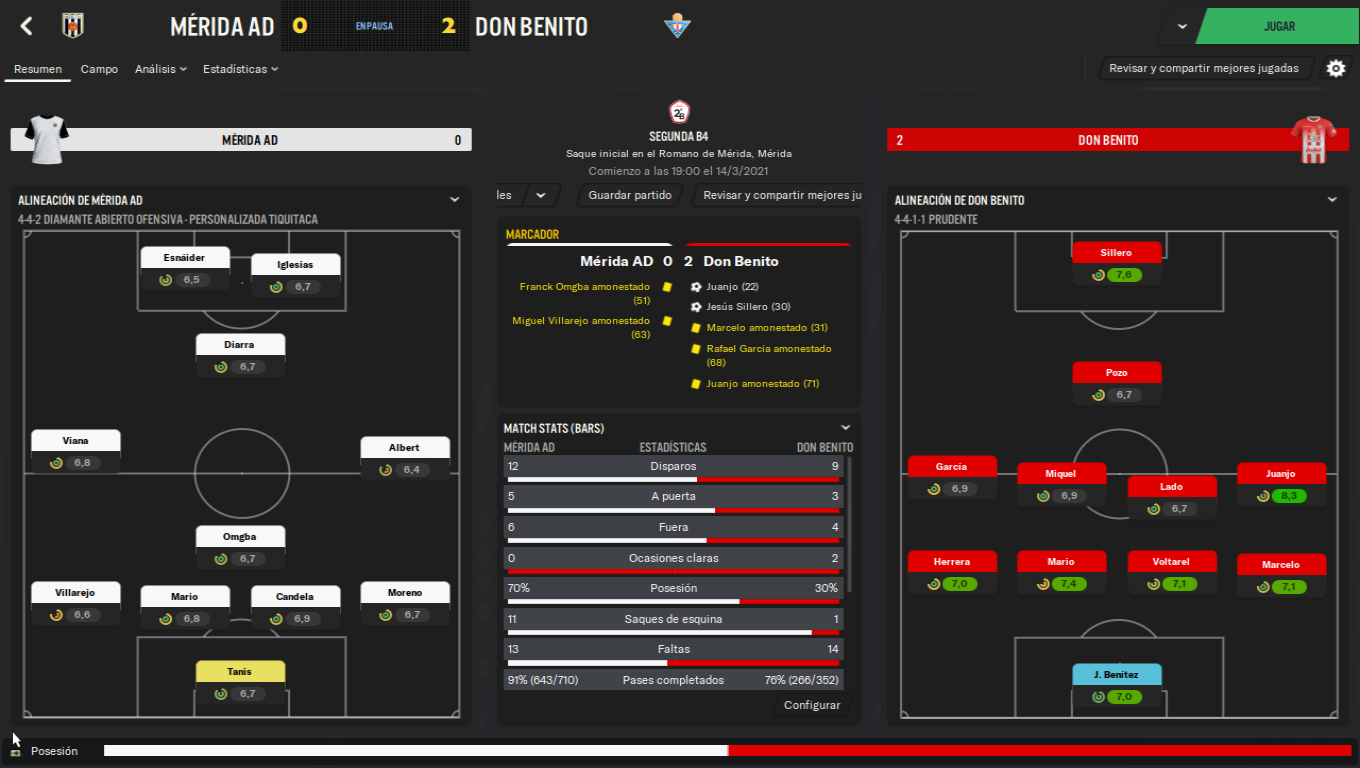 MÉRIDA AD 0 EN PAUSA 2 DON BENITO
JUGAR
Resumen Campo Análisis Estadísticas
Revisar y compartir mejores jugadas
MÉRIDA AD 0
ALINEACIÓN DE MÉRIDA AD
4-4-2 DIAMANTE ABIERTO OFENSIVA - PERSONALIZADA TIQUITACA
Esnáider
6,5
Iglesias
6,7
Diarra
6,7
Viana
6,8
Albert
6,4
Omgba
6,7
Villarejo
6,6
Mario
6,8
Candela
6,9
Moreno
6,7
Tanis
6,7
2ªB
SEGUNDA B4
Saque inicial en el Romano de Mérida, Mérida
Comienzo a las 19:00 el 14/3/2021
les
Guardar partido
Revisar y compartir mejores ju
MARCADOR
Mérida AD 0 2 Don Benito
Franck Omgba amonestado
(51)
Miguel Villarejo amonestado
(63)
Juanjo (22)
Jesús Sillero (30)
Marcelo amonestado (31)
Rafael García amonestado
(68)
Juanjo amonestado (71)
MATCH STATS (BARS)
MÉRIDA AD ESTADÍSTICAS DON BENITO
12 Disparos 9
5 A puerta 3
6 Fuera 4
0 Ocasiones claras 2
70% Posesión 30%
11 Saques de esquina 1
13 Faltas 14
91% (643/710) Pases completados 76% (266/352)
Configurar
2 DON BENITO
ALINEACIÓN DE DON BENITO
4-4-1-1 PRUDENTE
Sillero
7,6
Pozo
6,7
García
6,9
Miquel
6,9
Lado
6,7
Juanjo
8,3
Herrera
7,0
Mario
7,4
Voltarel
7,1
Marcelo
7,1
J. Benítez
7,0
Posesión